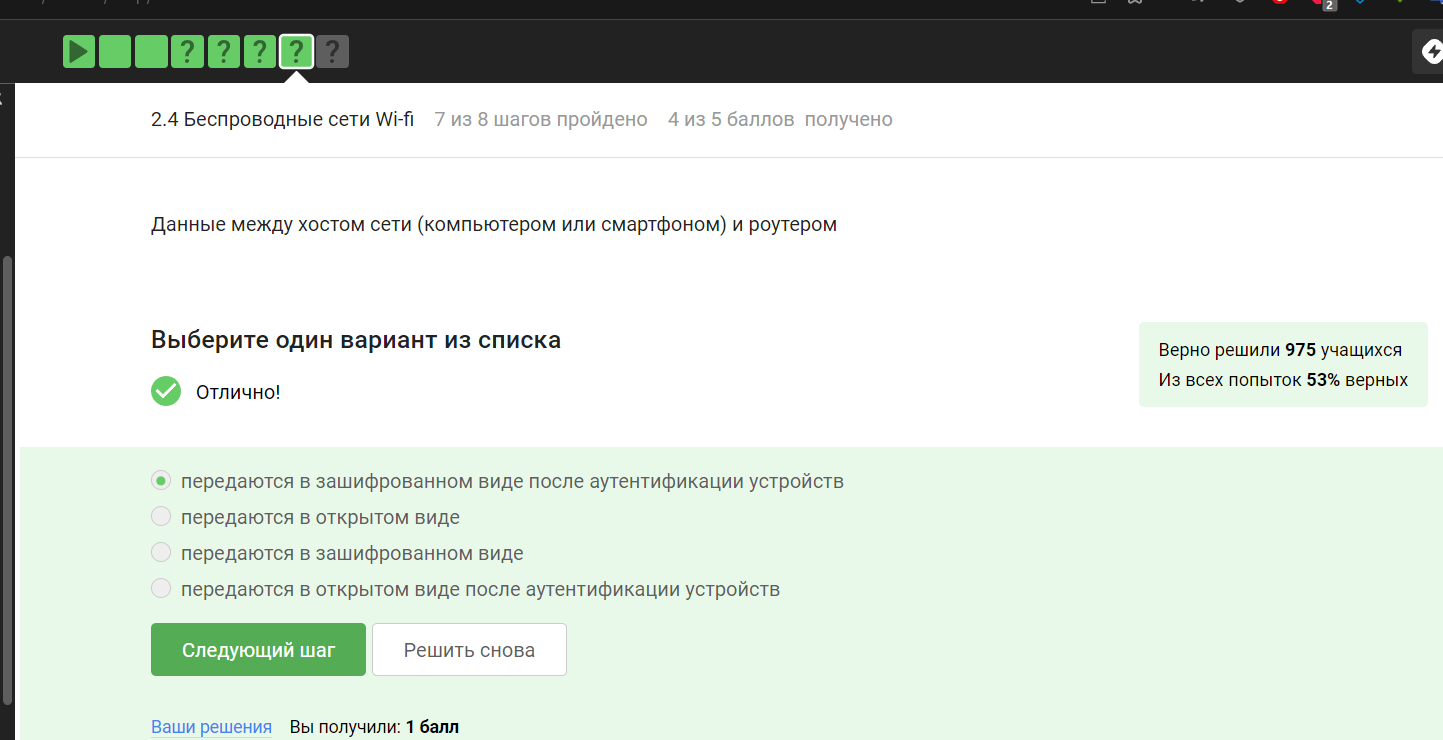 2
? ? ? ? ?
2.4 Беспроводные сети Wi-fi 7 из 8 шагов пройдено 4 из 5 баллов получено
Данные между хостом сети (компьютером или смартфоном) и роутером
Выберите один вариант из списка
Отлично!
Верно решили 975 учащихся
Из всех попыток 53% верных
передаются в зашифрованном виде после аутентификации устройств
передаются в открытом виде
передаются в зашифрованном виде
передаются в открытом виде после аутентификации устройств
Следующий шаг Решить снова
Ваши решения Вы получили: 1 балл